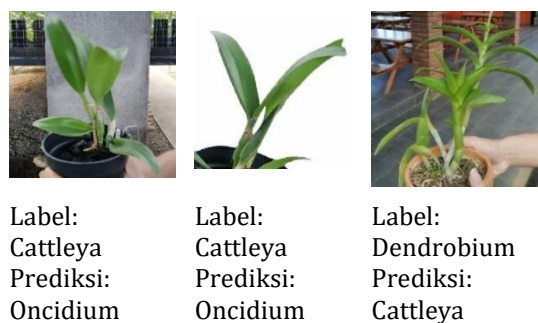 Label:
Cattleya
Prediksi:
Oncidium
Label:
Cattleya
Prediksi:
Oncidium
Label:
Dendrobium
Prediksi:
Cattleya